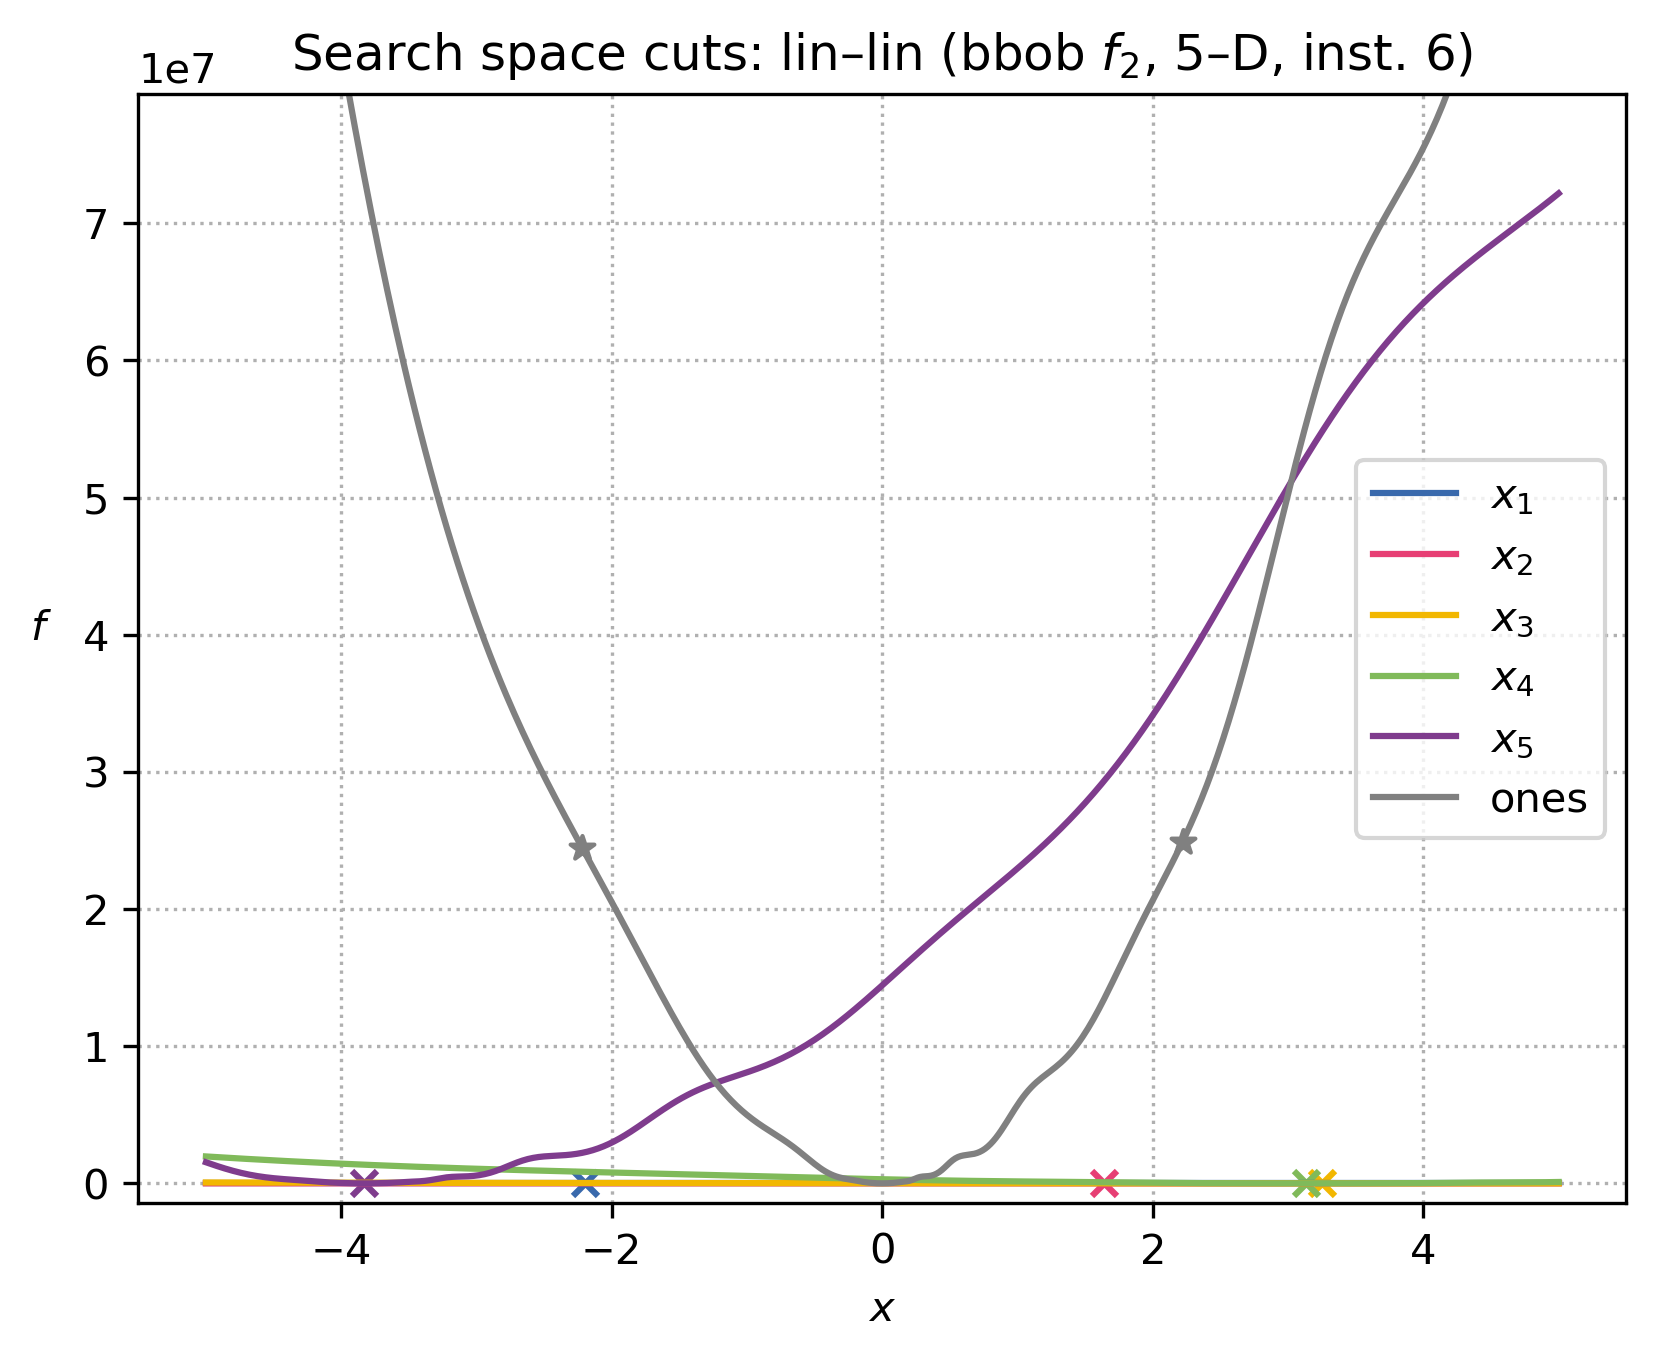 Search space cuts: lin–lin (bbob f₂, 5–D, inst. 6)
1e7
7
6
5
4
3
2
1
0
f
−4 −2 0 2 4
x
x₁
x₂
x₃
x₄
x₅
ones